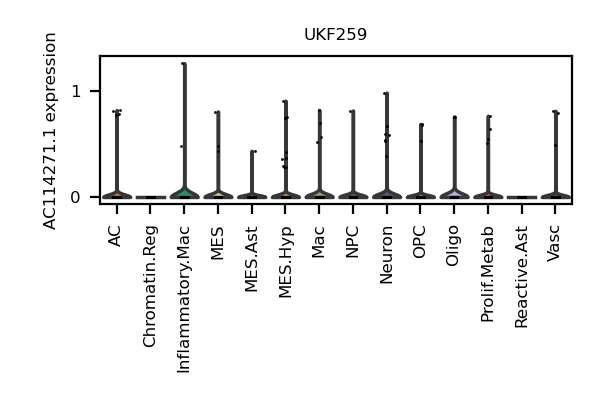 UKF259
AC114271.1 expression
1
0
AC
Chromatin.Reg
Inflammatory.Mac
MES
MES.Ast
MES.Hyp
Mac
NPC
Neuron
OPC
Oligo
Prolif.Metab
Reactive.Ast
Vasc